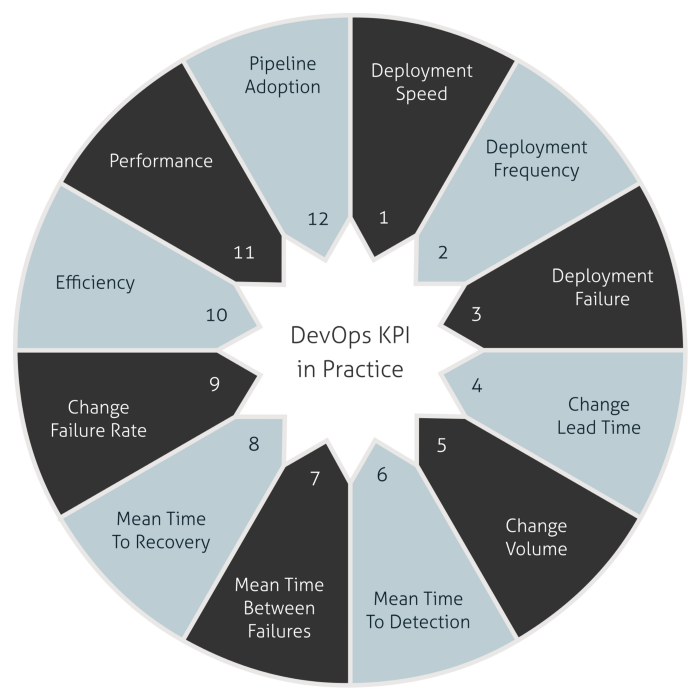 DevOps KPI
in Practice
Deployment
Speed
1
Deployment
Frequency
2
Deployment
Failure
3
Change
Lead Time
4
Change
Volume
5
Mean Time
To Detection
6
Mean Time
Between
Failures
7
Mean Time
To Recovery
8
Change
Failure Rate
9
Efficiency
10
Performance
11
Pipeline
Adoption
12